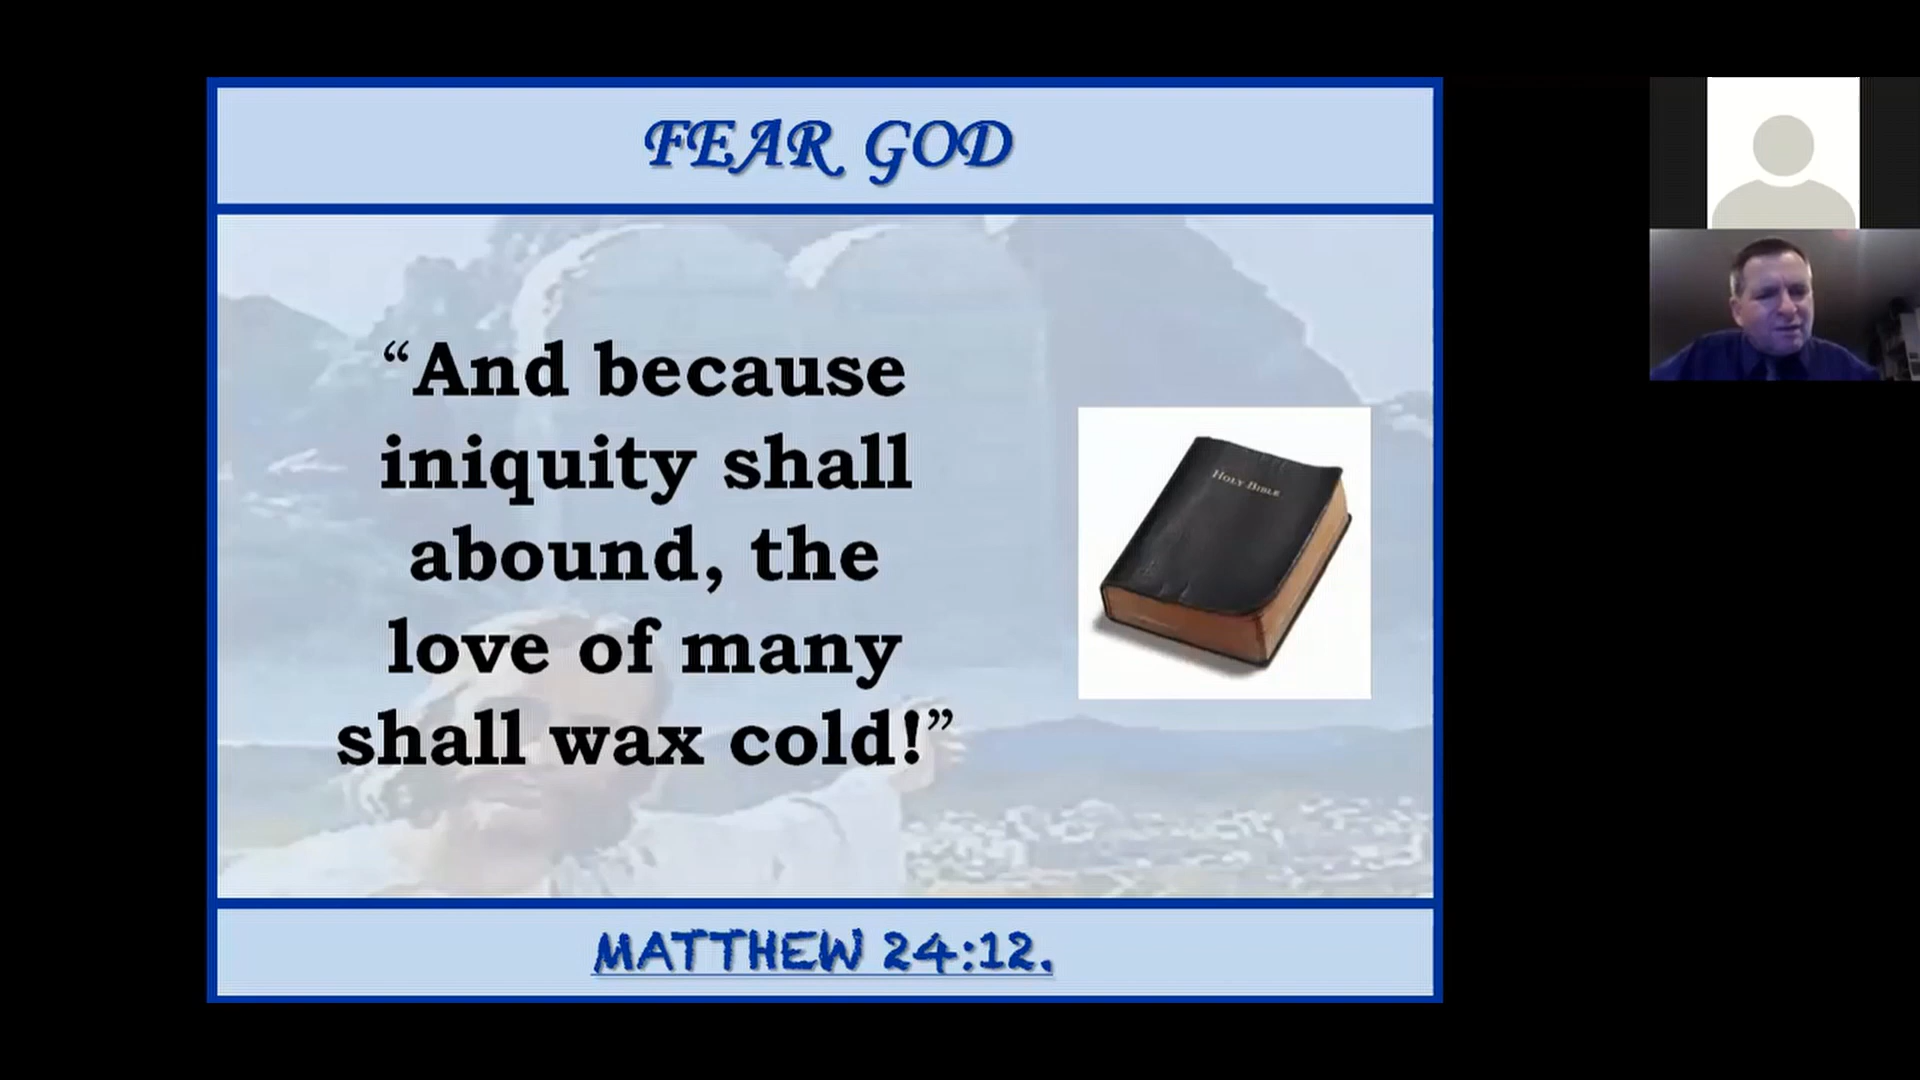 FEAR GOD
“And because
iniquity shall
abound, the
love of many
shall wax cold!”
HOLY BIBLE
MATTHEW 24:12.